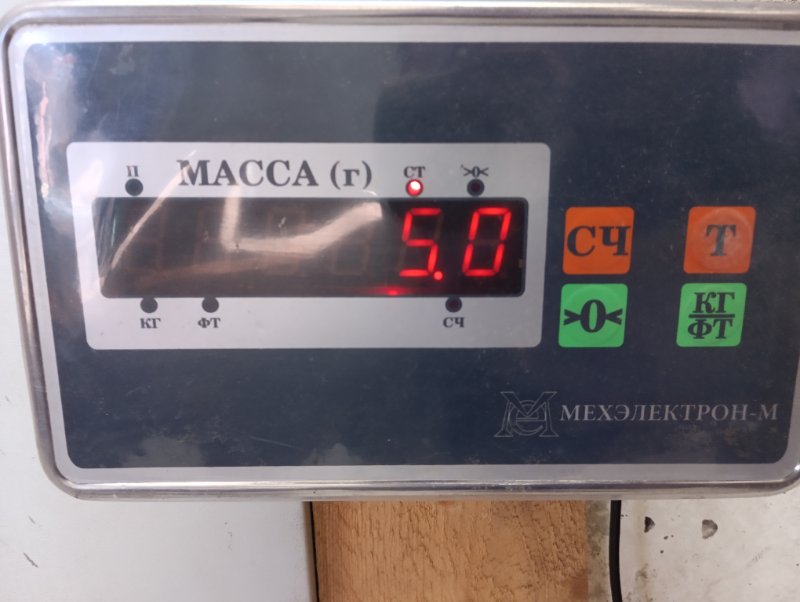 П МАССА (г) СТ >0<
5.0
КГ ФТ СЧ
СЧ Т
>0< КГ/ФТ
МЕХЭЛЕКТРОН-М